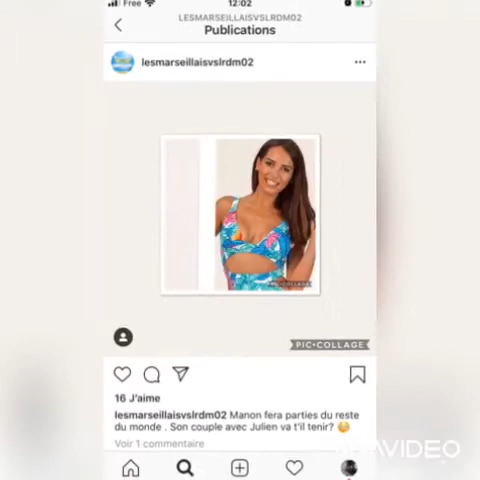 Free
12:02
LESMARSEILLAISVSLRDM02
Publications
lesmarseillaisvslrdm02
PIC•COLLAGE
PIC•COLLAGE
16 J'aime
lesmarseillaisvslrdm02 Manon fera parties du reste
du monde . Son couple avec Julien va t'il tenir?
Voir 1 commentaire